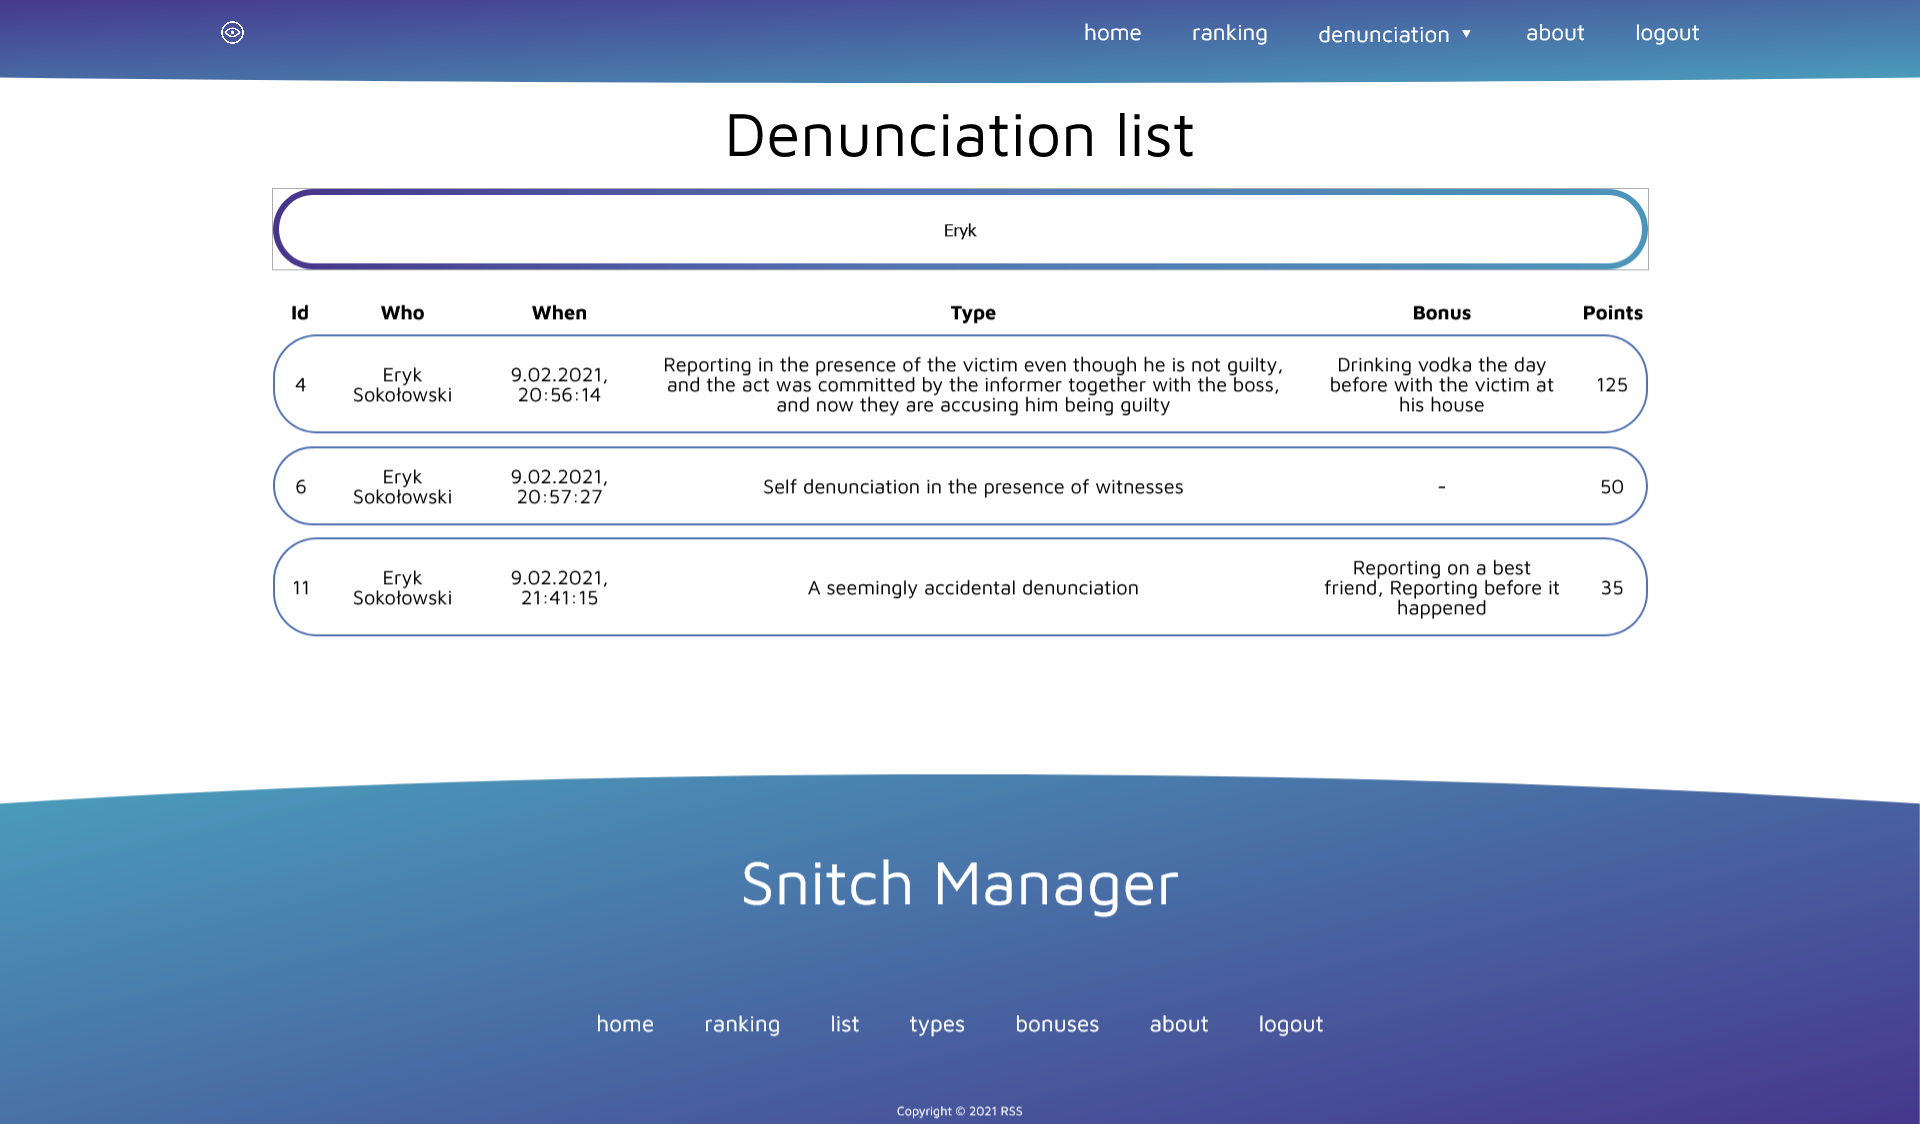 home ranking denunciation ▼ about logout
Denunciation list
Eryk
Id Who When Type Bonus Points
4
Eryk
Sokołowski
9.02.2021,
20:56:14
Reporting in the presence of the victim even though he is not guilty,
and the act was committed by the informer together with the boss,
and now they are accusing him being guilty
Drinking vodka the day
before with the victim at
his house
125
6
Eryk
Sokołowski
9.02.2021,
20:57:27
Self denunciation in the presence of witnesses
-
50
11
Eryk
Sokołowski
9.02.2021,
21:41:15
A seemingly accidental denunciation
Reporting on a best
friend, Reporting before it
happened
35
Snitch Manager
home ranking list types bonuses about logout
Copyright © 2021 RSS